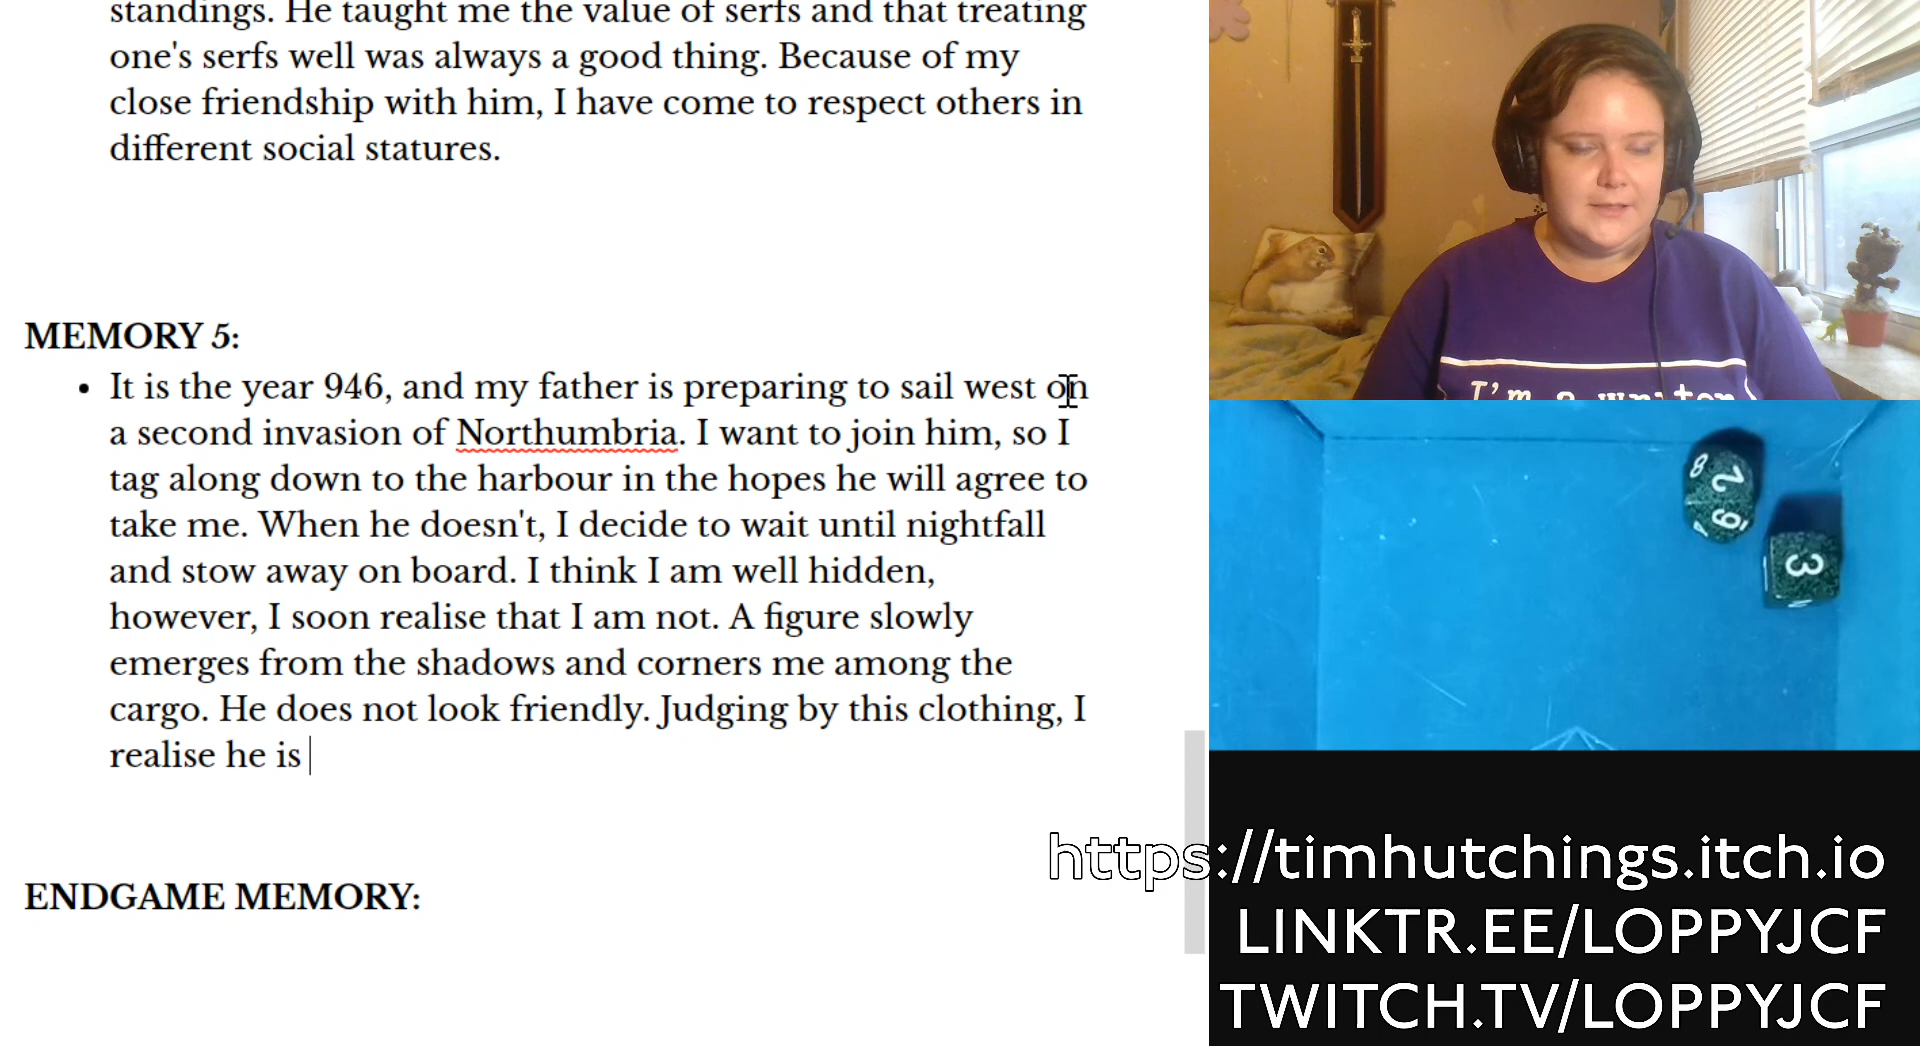 standings. He taught me the value of serfs and that treating
one's serfs well was always a good thing. Because of my
close friendship with him, I have come to respect others in
different social statures.
MEMORY 5:
• It is the year 946, and my father is preparing to sail west on
a second invasion of Northumbria. I want to join him, so I
tag along down to the harbour in the hopes he will agree to
take me. When he doesn't, I decide to wait until nightfall
and stow away on board. I think I am well hidden,
however, I soon realise that I am not. A figure slowly
emerges from the shadows and corners me among the
cargo. He does not look friendly. Judging by this clothing, I
realise he is
ENDGAME MEMORY:
I'm a writer
8 2 9
3
https://timhutchings.itch.io
LINKTR.EE/LOPPYJCF
TWITCH.TV/LOPPYJCF